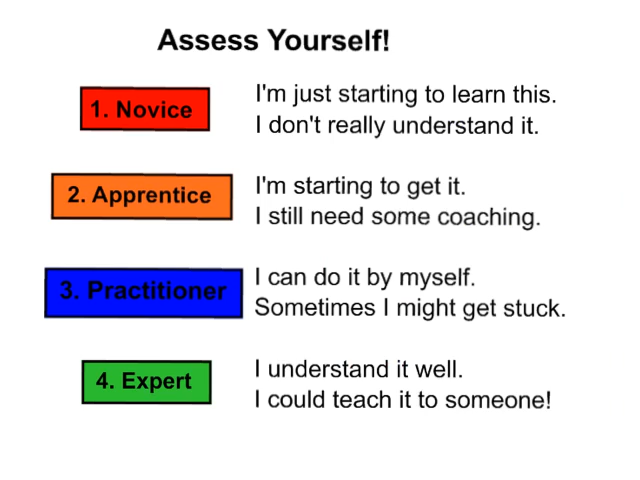 Assess Yourself!
1. Novice
I'm just starting to learn this.
I don't really understand it.
2. Apprentice
I'm starting to get it.
I still need some coaching.
3. Practitioner
I can do it by myself.
Sometimes I might get stuck.
4. Expert
I understand it well.
I could teach it to someone!